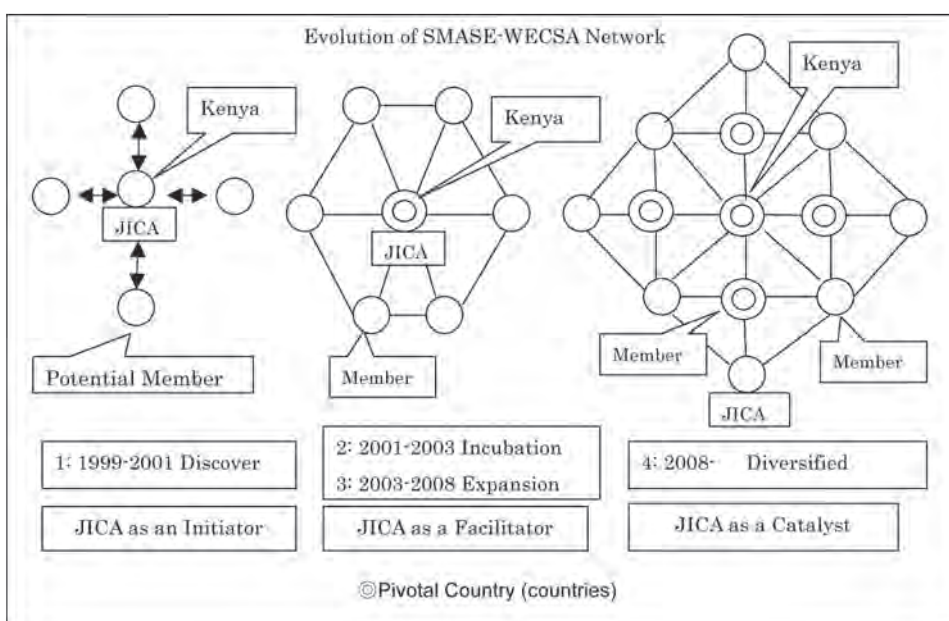 Evolution of SMASE-WECSA Network
Kenya
JICA
Potential Member
1: 1999-2001 Discover
JICA as an Initiator
Kenya
JICA
Member
2: 2001-2003 Incubation
3: 2003-2008 Expansion
JICA as a Facilitator
Kenya
Member
Member
JICA
4: 2008- Diversified
JICA as a Catalyst
◎Pivotal Country (countries)